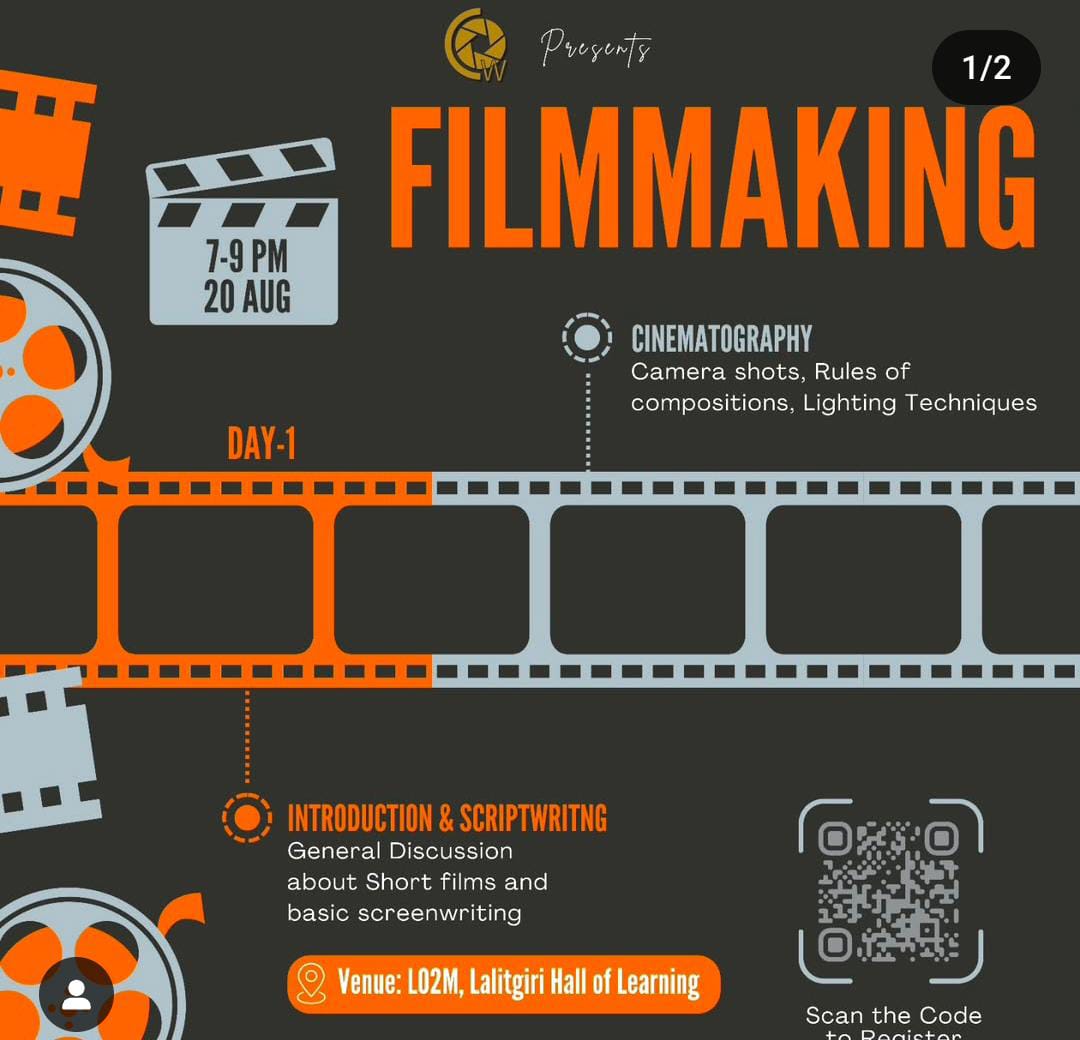 W
Presents
1/2
FILMMAKING
7-9 PM
20 AUG
CINEMATOGRAPHY
Camera shots, Rules of
compositions, Lighting Techniques
DAY-1
INTRODUCTION & SCRIPTWRITNG
General Discussion
about Short films and
basic screenwriting
Venue: LO2M, Lalitgiri Hall of Learning
Scan the Code
to Register